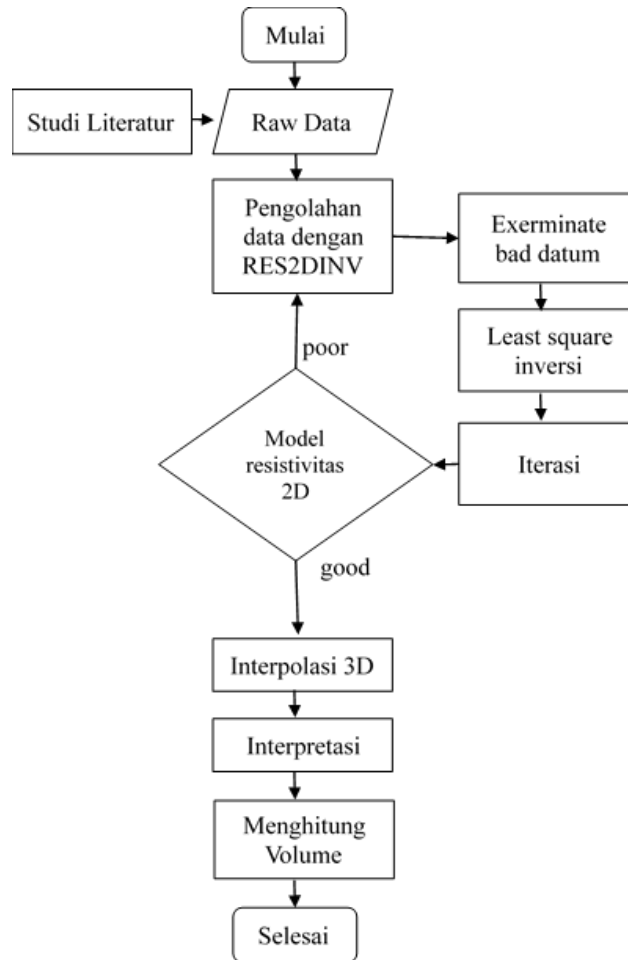 Mulai
Studi Literatur
Raw Data
Pengolahan
data dengan
RES2DINV
Exerminate
bad datum
Least square
inversi
Iterasi
poor
Model
resistivitas
2D
good
Interpolasi 3D
Interpretasi
Menghitung
Volume
Selesai